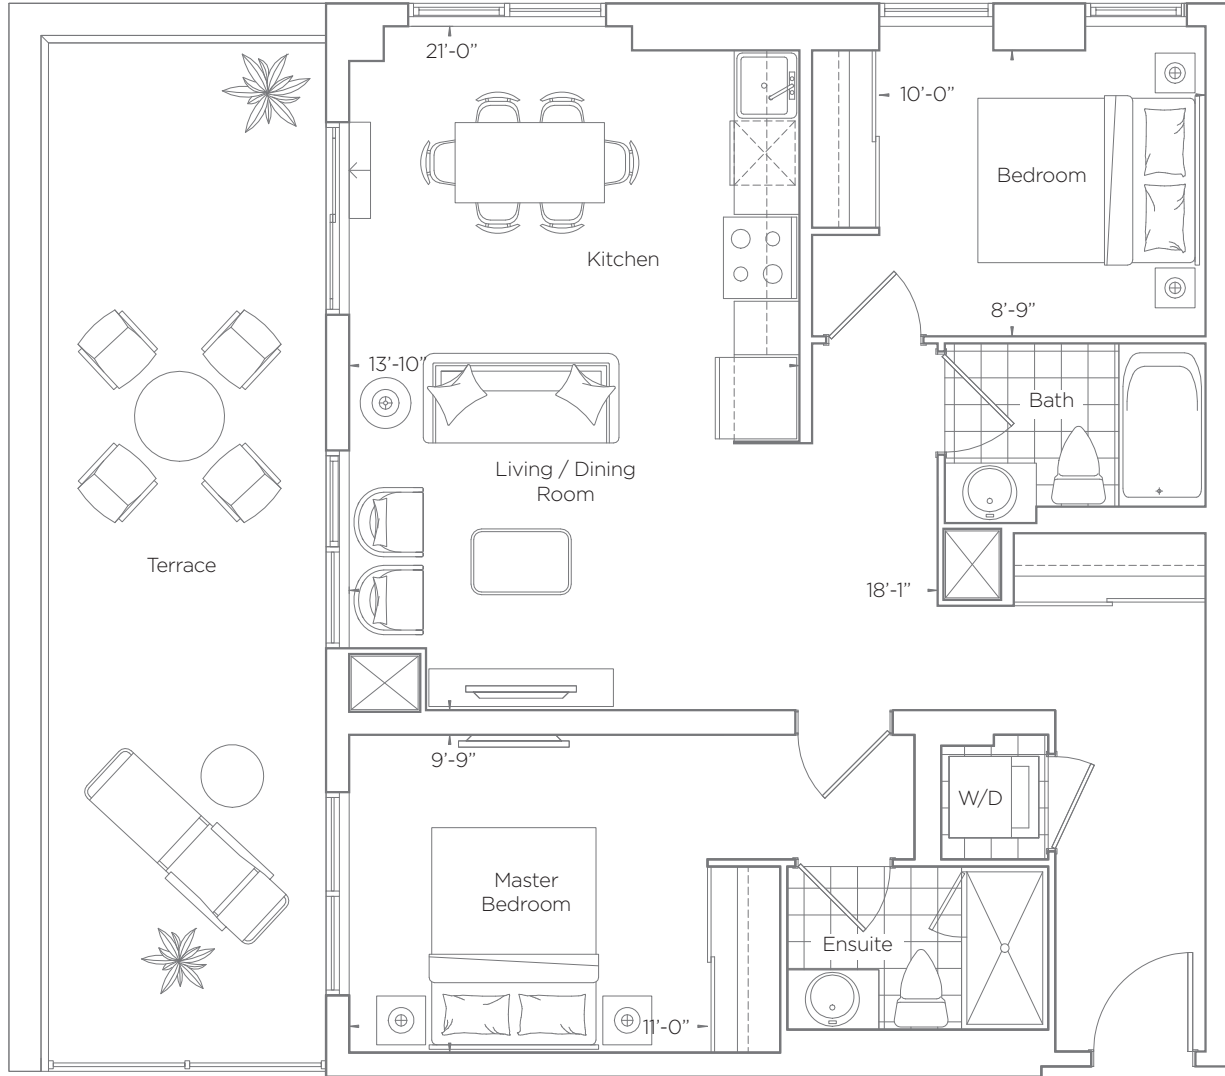 21'-0”
10'-0”
Bedroom
Kitchen
8'-9”
13'-10”
Bath
Living / Dining
Room
Terrace
18'-1”
9'-9”
W/D
Master
Bedroom
Ensuite
11'-0”